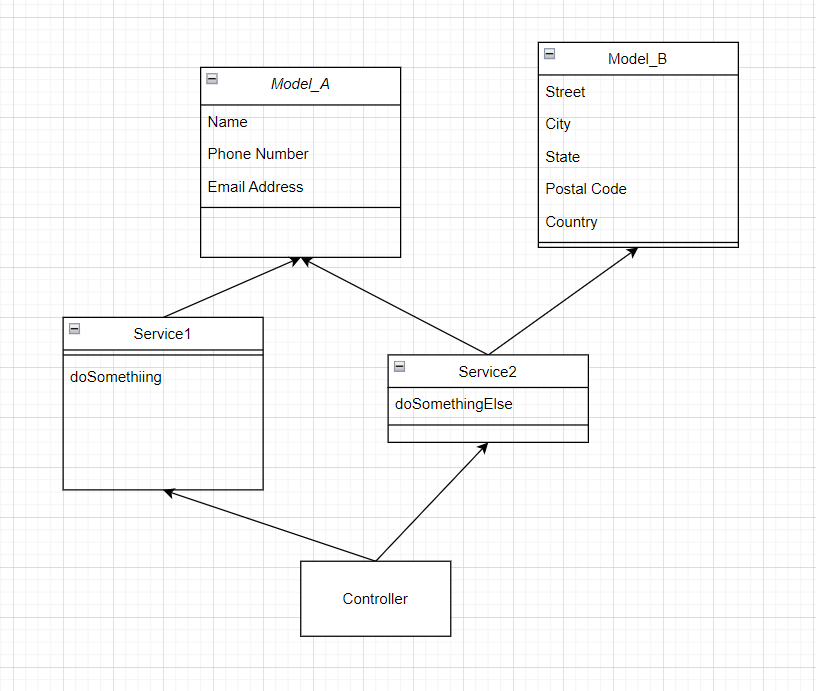 Model_A
Name
Phone Number
Email Address
Model_B
Street
City
State
Postal Code
Country
Service1
doSomethiing
Service2
doSomethingElse
Controller